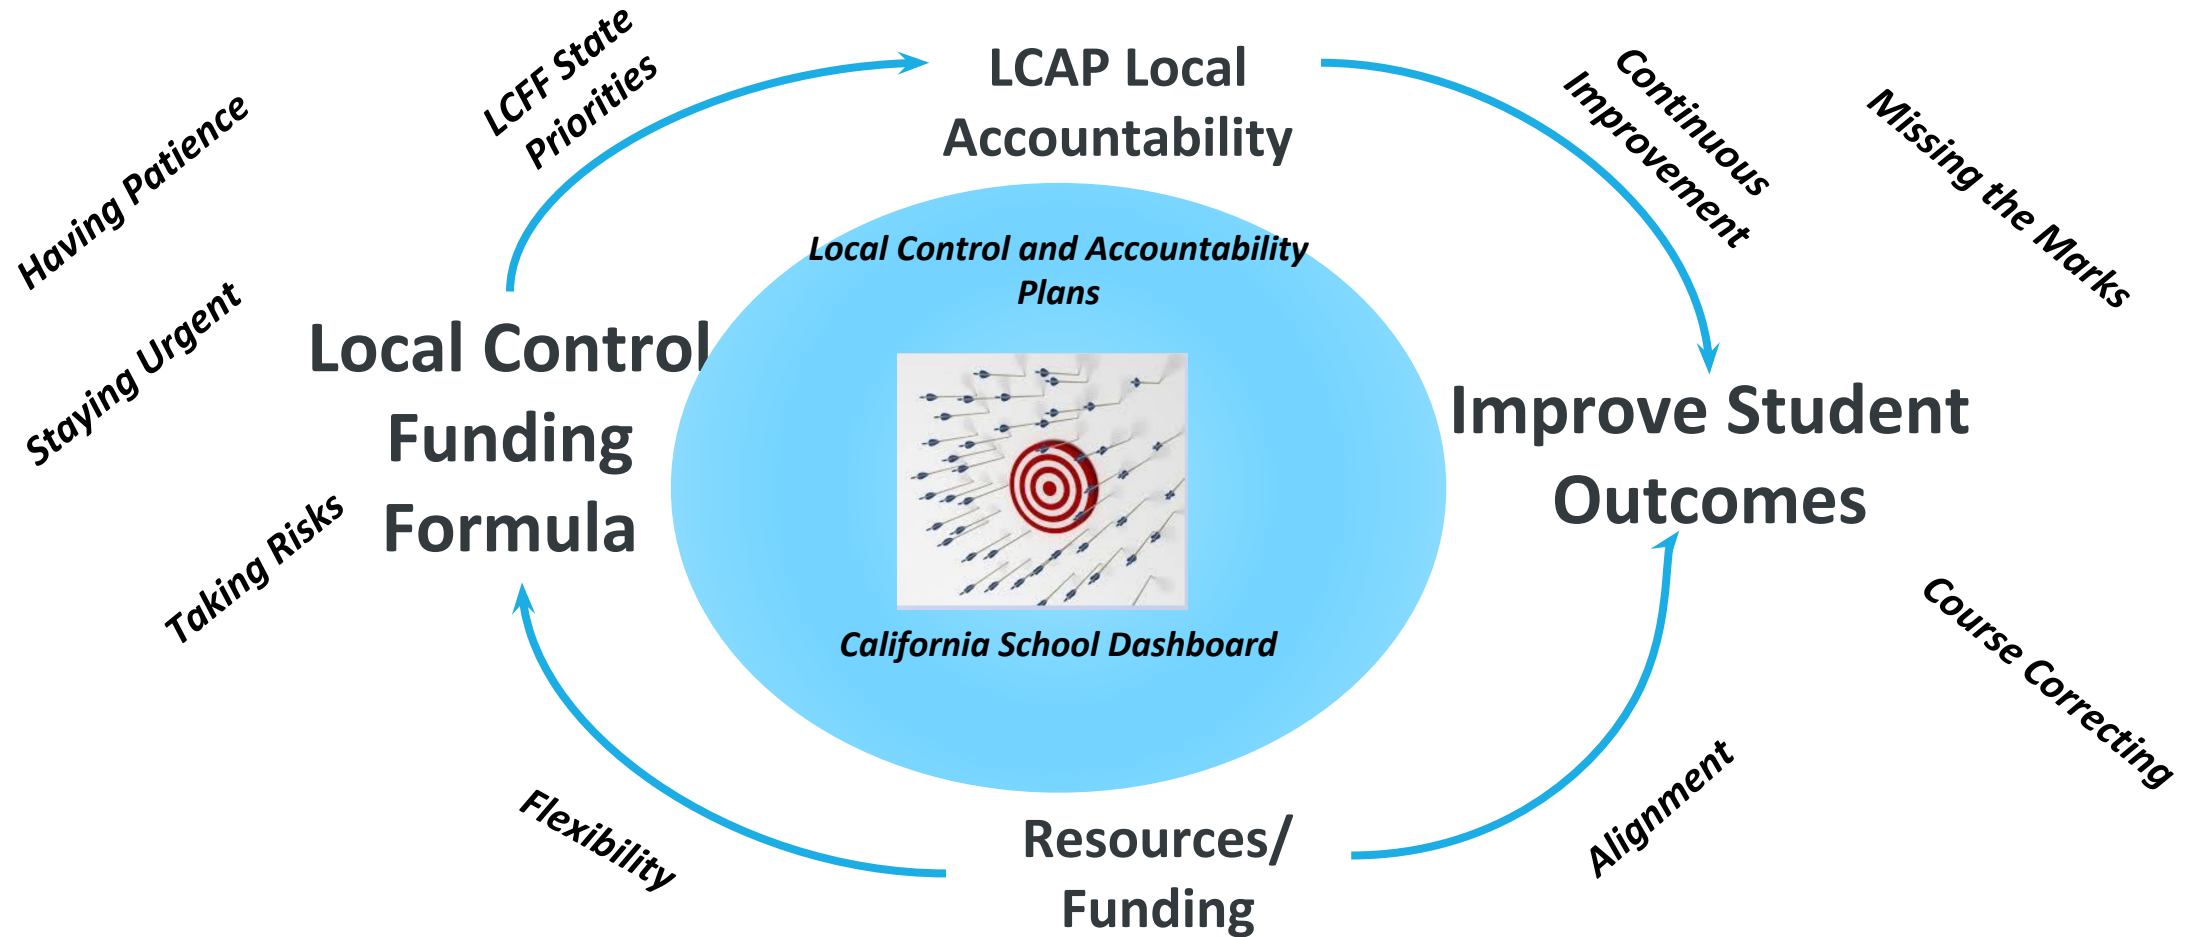 LCFF State
Priorities
LCAP Local
Accountability
Continuous
Improvement
Missing the Marks
Having Patience
Staying Urgent
Taking Risks
Local Control
Funding
Formula
Local Control and Accountability
Plans
California School Dashboard
Improve Student
Outcomes
Course Correcting
Flexibility
Resources/
Funding
Alignment